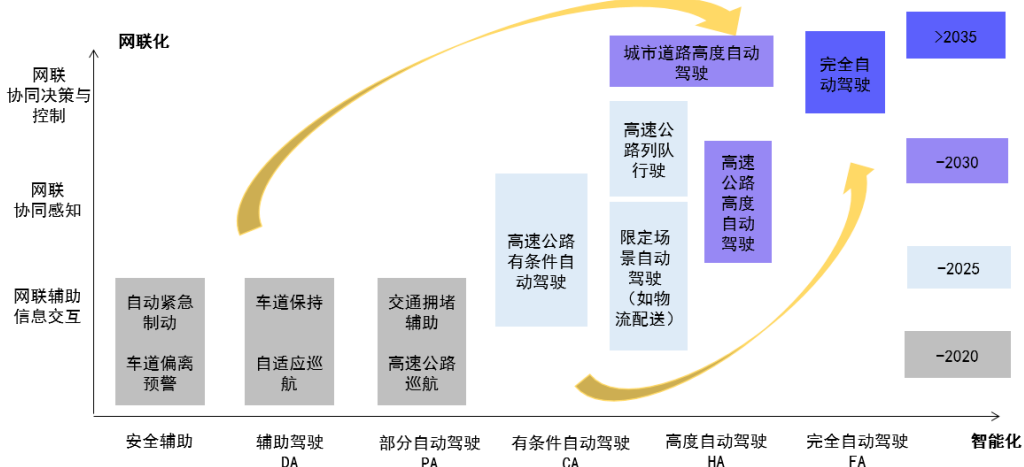 网联化
网联
协同决策与
控制
网联
协同感知
网联辅助
信息交互
自动紧急
制动
车道偏离
预警
车道保持
自适应巡
航
交通拥堵
辅助
高速公路
巡航
高速公路
有条件自
动驾驶
城市道路高度自动
驾驶
高速公
路列队
行驶
限定场
景自动
驾驶
（如物
流配送）
高速
公路
高度
自动
驾驶
完全自
动驾驶
>2035
-2030
-2025
-2020
安全辅助
辅助驾驶
DA
部分自动驾驶
PA
有条件自动驾驶
CA
高度自动驾驶
HA
完全自动驾驶
FA
智能化